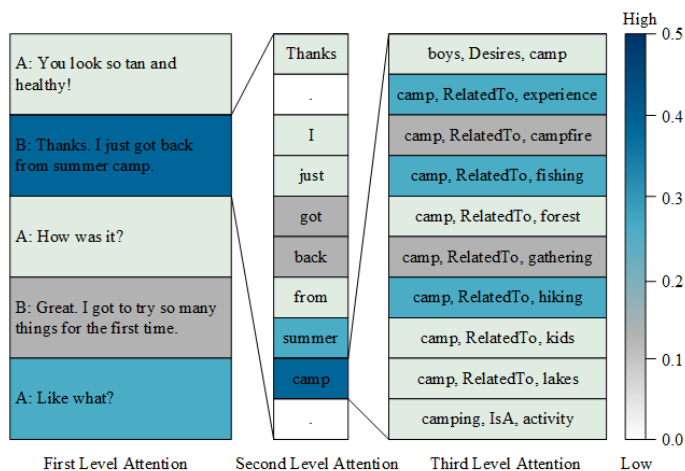 High
A: You look so tan and
healthy!
B: Thanks. I just got back
from summer camp.
A: How was it?
B: Great. I got to try so many
things for the first time.
A: Like what?
First Level Attention
Thanks
.
I
just
got
back
from
summer
camp
.
Second Level Attention
boys, Desires, camp
camp, RelatedTo, experience
camp, RelatedTo, campfire
camp, RelatedTo, fishing
camp, RelatedTo, forest
camp, RelatedTo, gathering
camp, RelatedTo, hiking
camp, RelatedTo, kids
camp, RelatedTo, lakes
camping, IsA, activity
Third Level Attention
0.5
0.4
0.3
0.2
0.1
0.0
Low